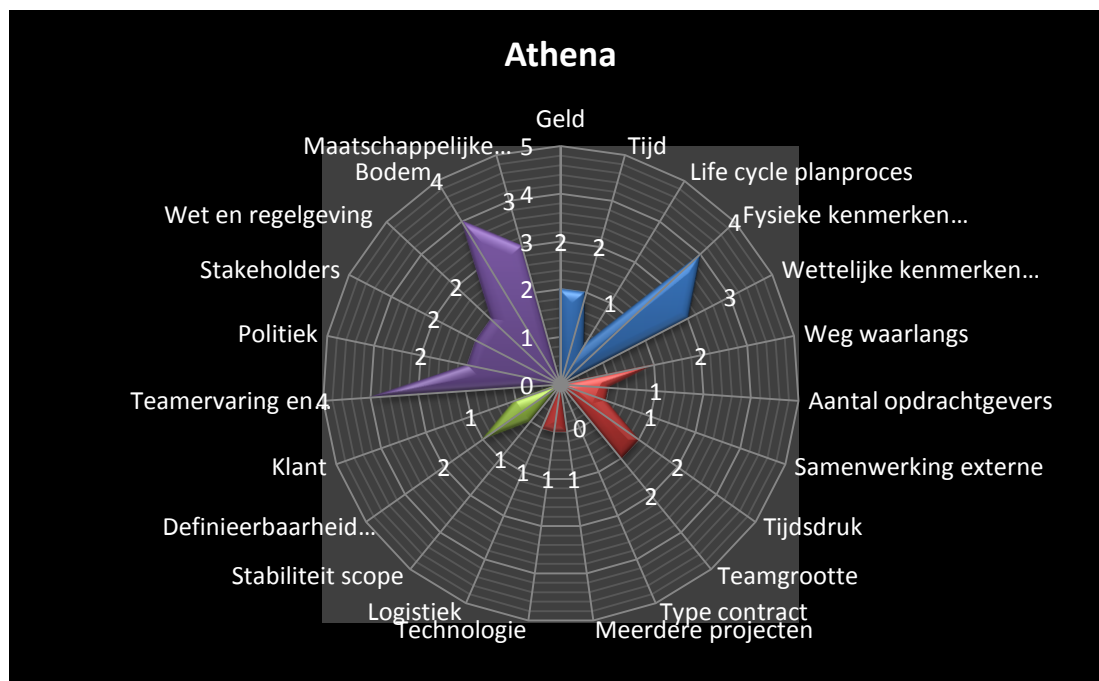 Athena
Geld
Tijd
Life cycle planproces
Fysieke kenmerken…
Wettelijke kenmerken…
Weg waarlangs
Aantal opdrachtgevers
Samenwerking externe
Tijdsdruk
Teamgrootte
Type contract
Meerdere projecten
Technologie
Logistiek
Stabiliteit scope
Definieerbaarheid…
Klant
Teamervaring en…
Politiek
Stakeholders
Wet en regelgeving
Bodem
Maatschappelijke…
5
4
3
2
1
0
2
2
1
4
3
2
1
1
2
2
0
1
1
1
1
2
1
4
2
2
2
4
3